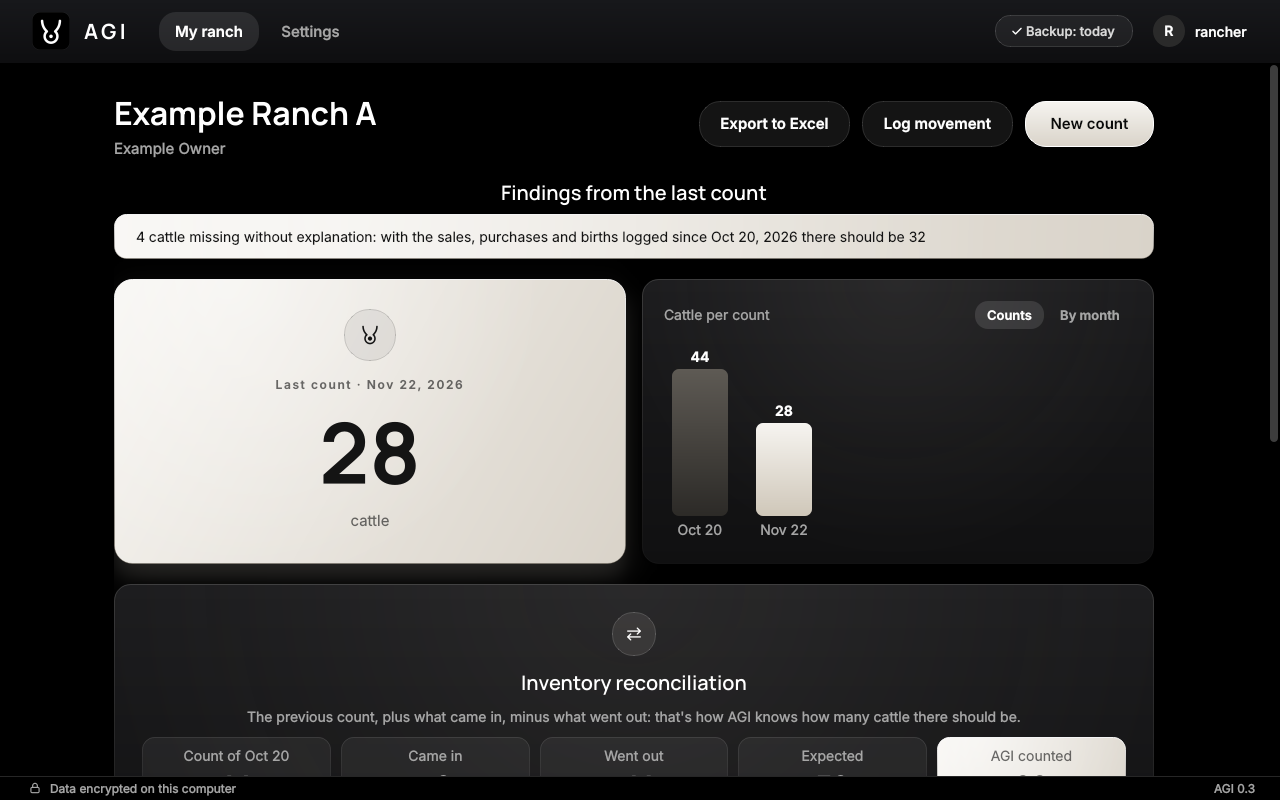 AGI
My ranch
Settings
✓ Backup: today
R
rancher
Example Ranch A
Example Owner
Export to Excel
Log movement
New count
Findings from the last count
4 cattle missing without explanation: with the sales, purchases and births logged since Oct 20, 2026 there should be 32
Last count · Nov 22, 2026
28
cattle
Cattle per count
Counts
By month
44
28
Oct 20
Nov 22
Inventory reconciliation
The previous count, plus what came in, minus what went out: that's how AGI knows how many cattle there should be.
Count of Oct 20
Came in
Went out
Expected
AGI counted
Data encrypted on this computer
AGI 0.3